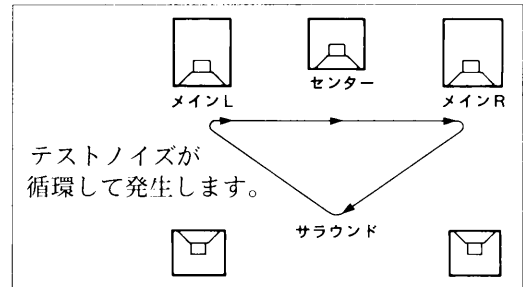 メインL
センター
メインR
テストノイズが
循環して発生します。
サラウンド